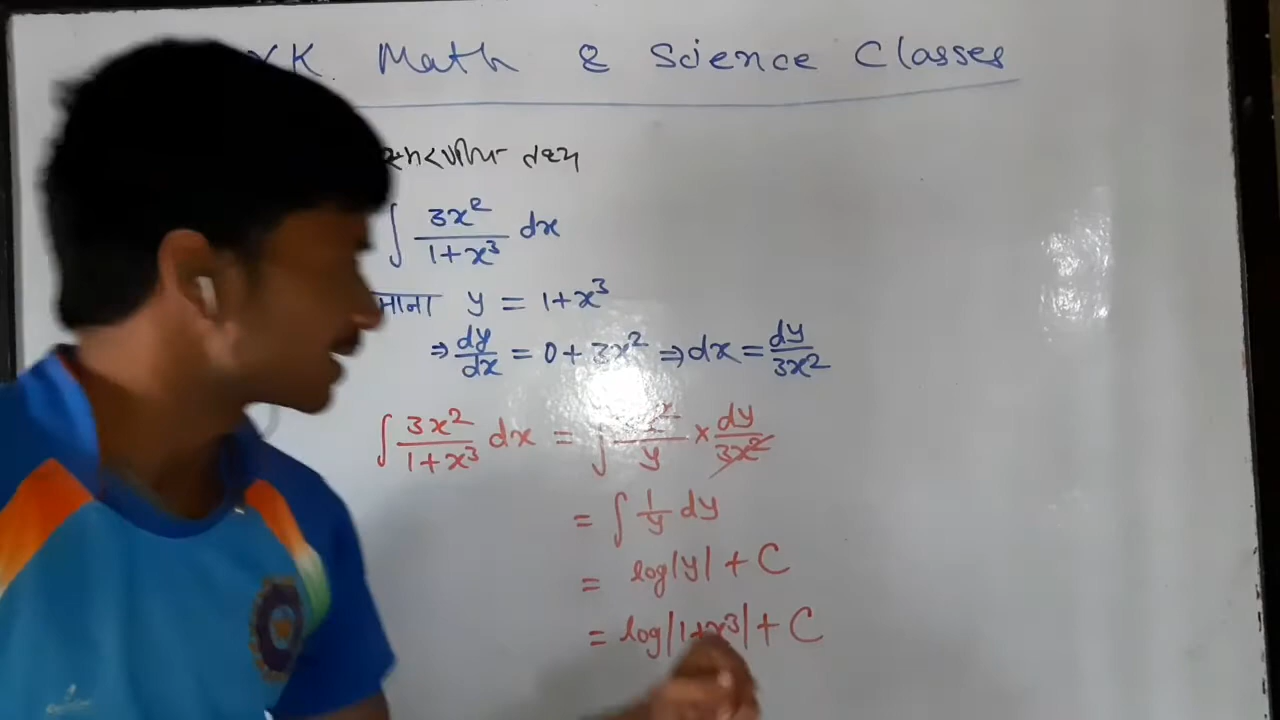 YK Math & Science Classes
∫ 3x²/1+x³ dx
माना y = 1+x³
⇒ dy/dx = 0+3x² ⇒ dx = dy/3x²
∫ 3x²/1+x³ dx = ∫ /y × dy/3x²
= ∫ 1/y dy
= log|y| + C
= log|1+x³| + C